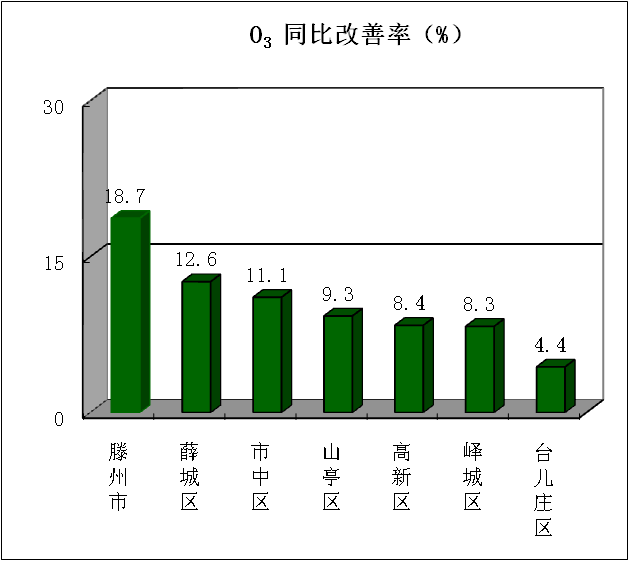 O₃ 同比改善率（%）
30
15
0
18.7
12.6
11.1
9.3
8.4
8.3
4.4
滕州市
薛城区
市中区
山亭区
高新区
峄城区
台儿庄区